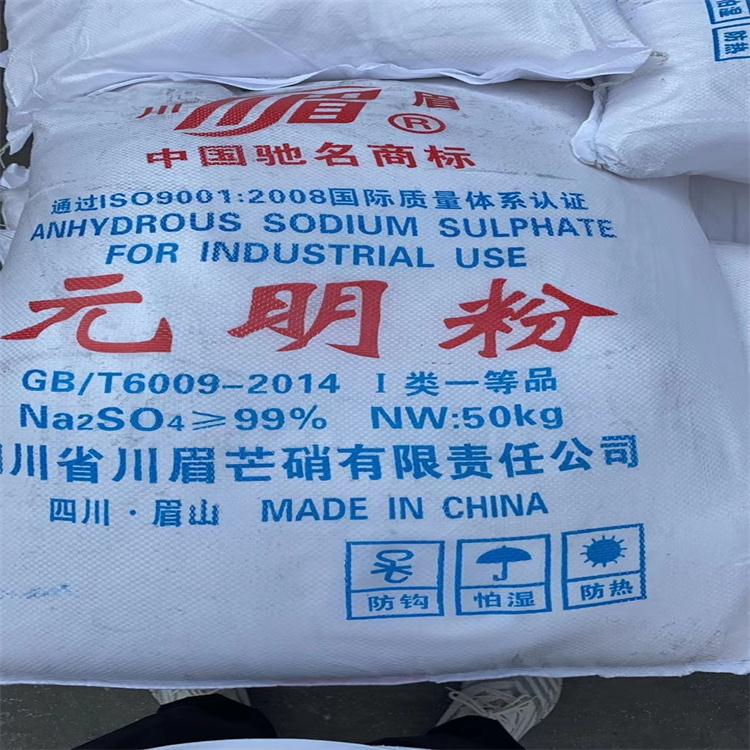 川眉 眉 ®
中国驰名商标
通过ISO9001:2008国际质量体系认证
ANHYDROUS SODIUM SULPHATE
FOR INDUSTRIAL USE
元明粉
GB/T6009-2014 Ⅰ类一等品
Na2SO4≥99% NW:50kg
川省川眉芒硝有限责任公司
四川·眉山 MADE IN CHINA
防钩 怕湿 防热
防热